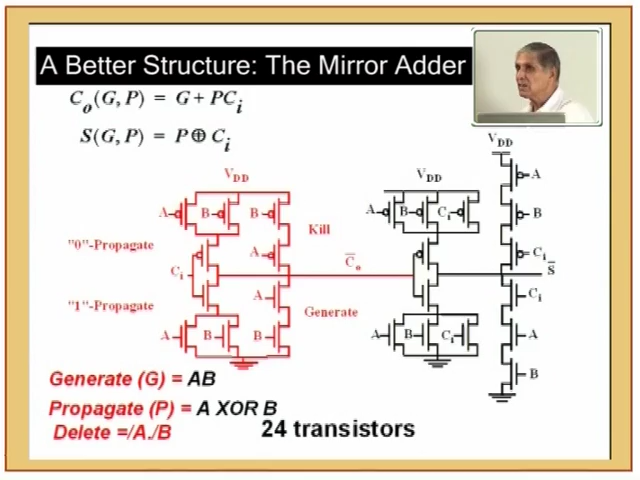 A Better Structure: The Mirror Adder
C̅o(G, P) = G + PCi
S(G, P) = P⊕ Ci
VDD
VDD
VDD
A
B
B
A
B
Ci
A
B
Ci
"0"-Propagate
Kill
A
Ci
C̅o
S̅
"1"-Propagate
Generate
A
Ci
A
B
B
A
B
Ci
A
B
Generate (G) = AB
Propagate (P) = A XOR B
Delete =/A./B
24 transistors